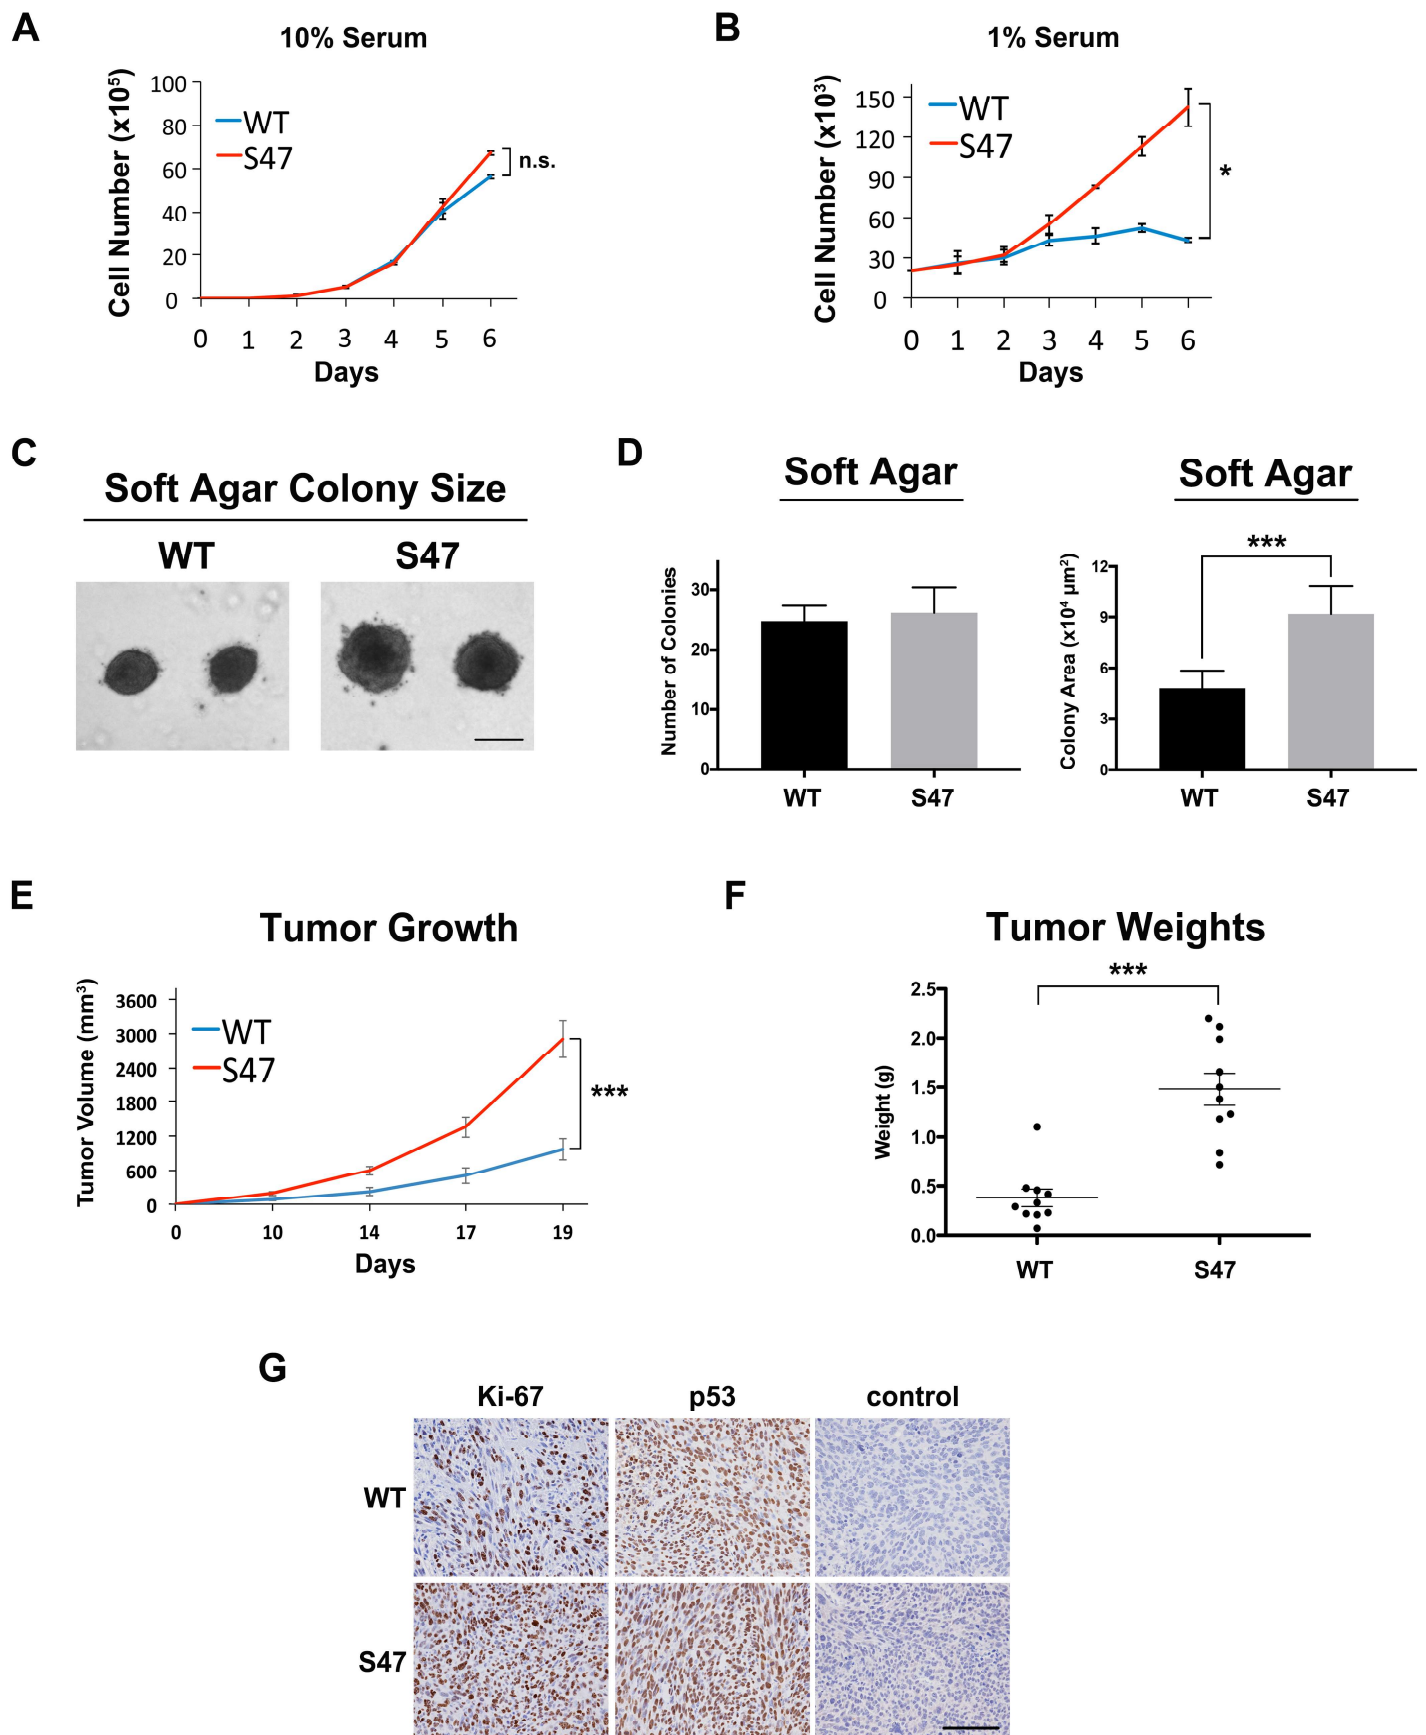 A
10% Serum
Cell Number (x10⁵)
100
80
60
40
20
0
WT
S47
n.s.
0 1 2 3 4 5 6
Days
B
1% Serum
Cell Number (x10³)
150
120
90
60
30
0
WT
S47
*
0 1 2 3 4 5 6
Days
C
Soft Agar Colony Size
WT S47
D
Soft Agar
Number of Colonies
30
20
10
0
WT S47
Soft Agar
***
Colony Area (x10⁴ µm²)
12
9
6
3
0
WT S47
E
Tumor Growth
Tumor Volume (mm³)
3600
3000
2400
1800
1200
600
0
WT
S47
***
0 10 14 17 19
Days
F
Tumor Weights
***
Weight (g)
2.5
2.0
1.5
1.0
0.5
0.0
WT S47
G
Ki-67 p53 control
WT
S47